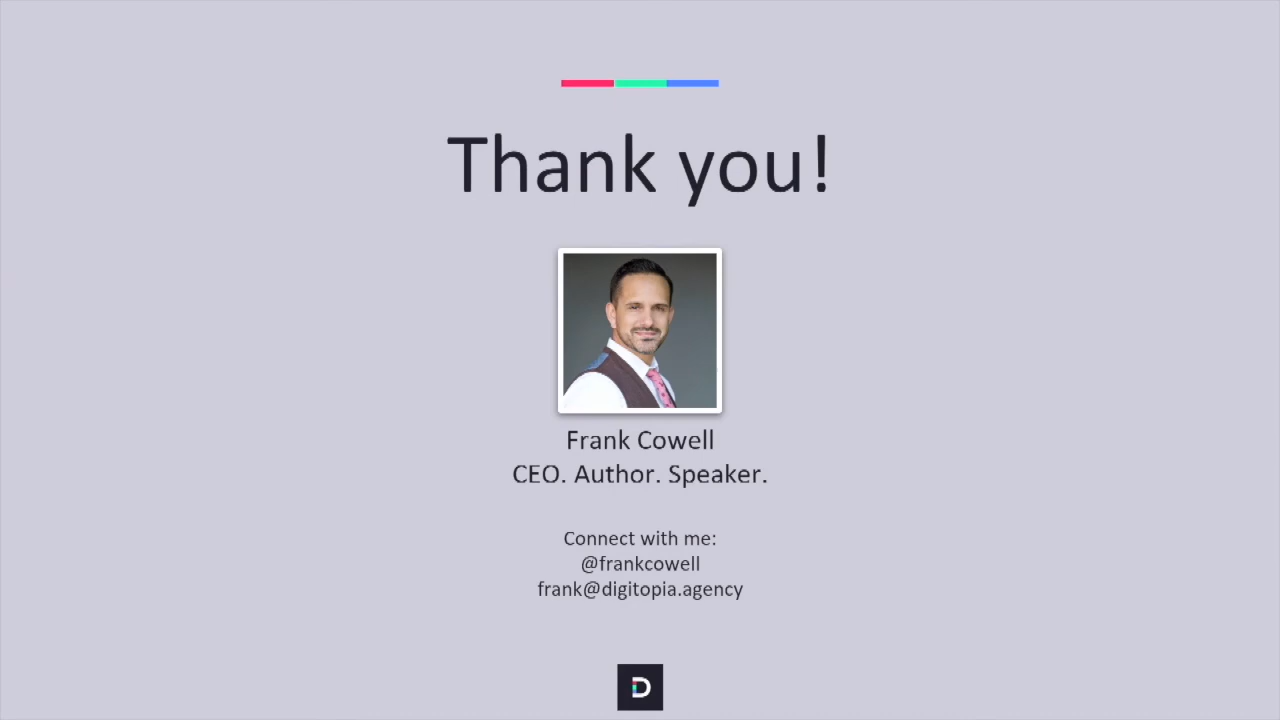 Thank you!
Frank Cowell
CEO. Author. Speaker.
Connect with me:
@frankcowell
frank@digitopia.agency
D